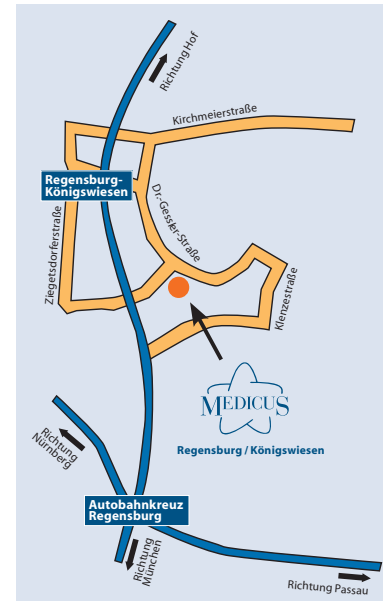 Richtung Hof
Kirchmeierstraße
Regensburg-
Königswiesen
Dr.-Gessler-Straße
Ziegetsdorferstraße
Klenzestraße
MEDICUS
Regensburg / Königswiesen
Richtung
Nürnberg
Autobahnkreuz
Regensburg
Richtung
München
Richtung Passau